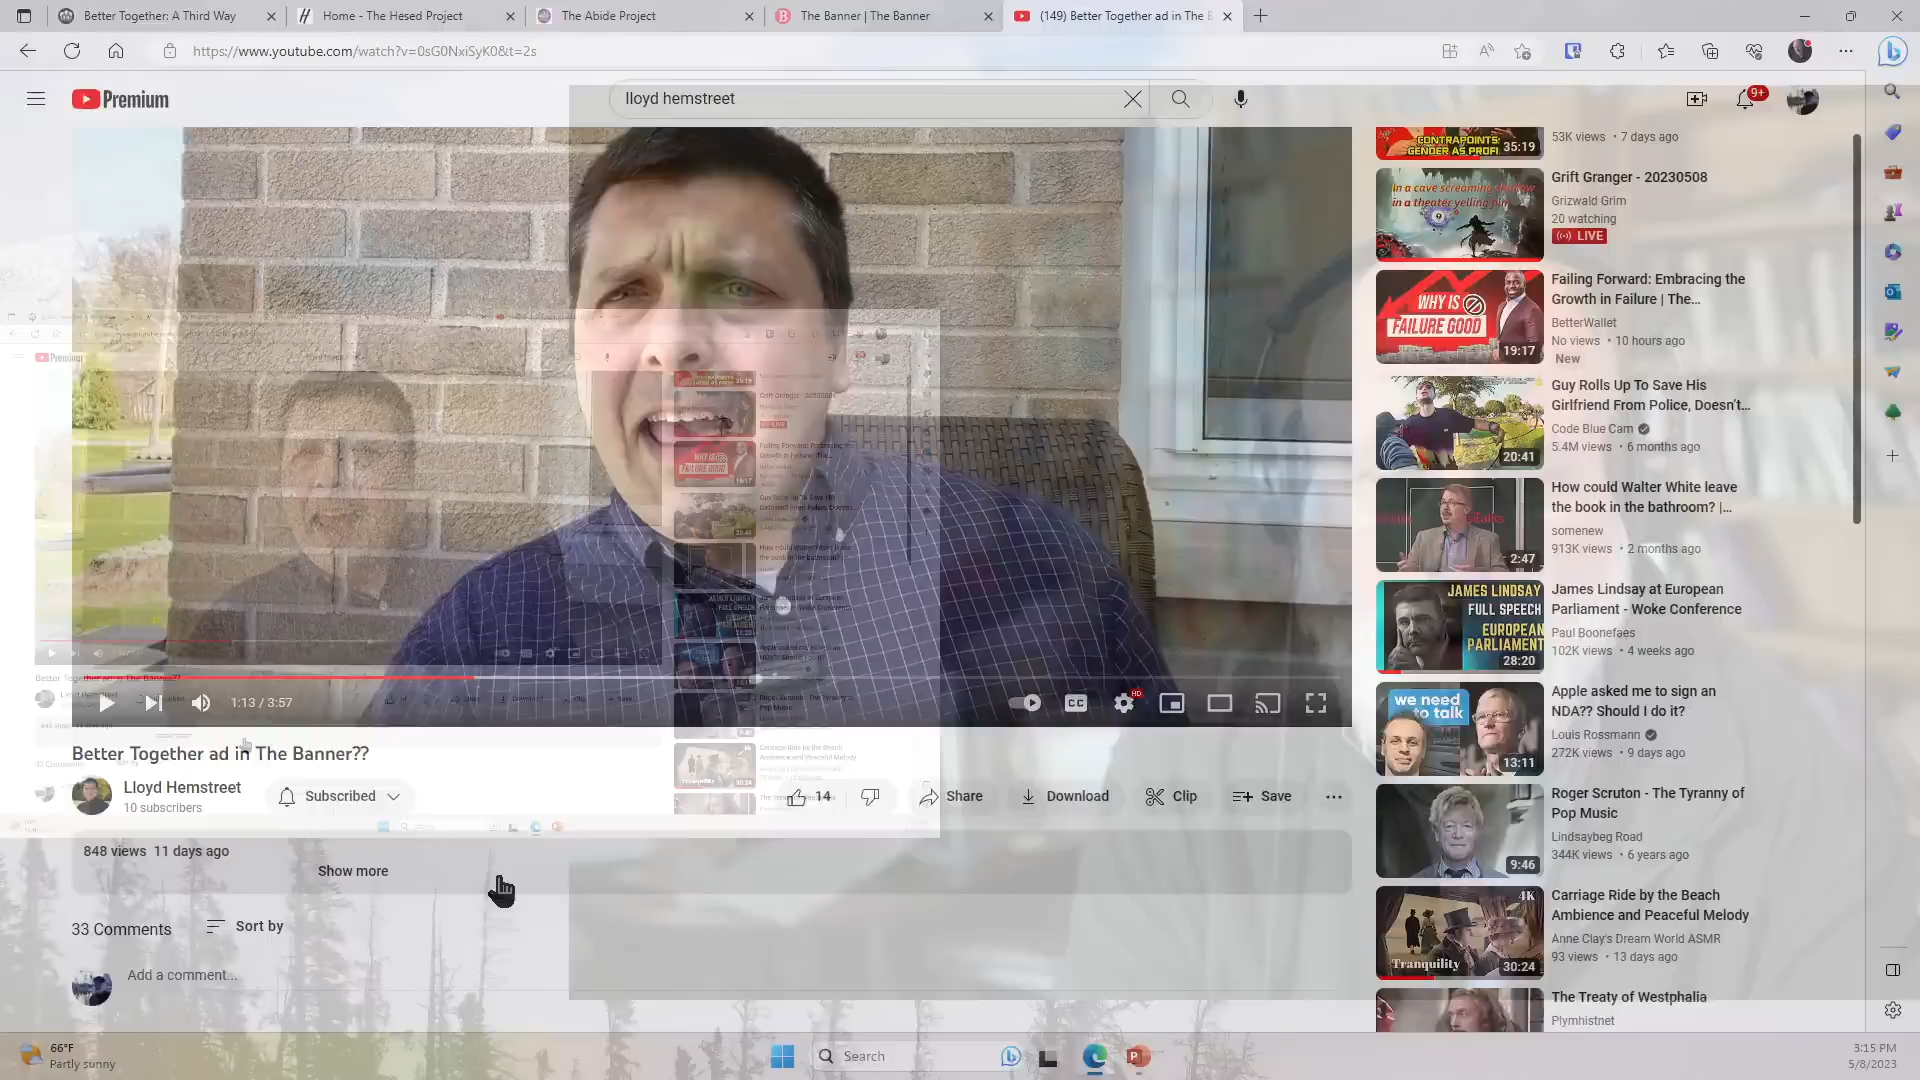 Better Together: A Third Way
Home - The Hesed Project
The Abide Project
The Banner | The Banner
(149) Better Together ad in The B
https://www.youtube.com/watch?v=0sG0NxiSyK0&t=2s
Premium
lloyd hemstreet
9+
CONTRAPOINTS:
GENDER AS PROFI
35:19
53K views • 7 days ago
In a cave screaming shadow
in a theater yelling film
Grift Granger - 20230508
Grizwald Grim
20 watching
LIVE
WHY IS
FAILURE GOOD
19:17
Failing Forward: Embracing the
Growth in Failure | The...
BetterWallet
No views • 10 hours ago
New
20:41
Guy Rolls Up To Save His
Girlfriend From Police, Doesn't...
Code Blue Cam
5.4M views • 6 months ago
2:47
How could Walter White leave
the book in the bathroom? |...
somenew
913K views • 2 months ago
JAMES LINDSAY
FULL SPEECH
EUROPEAN
PARLIAMENT
28:20
James Lindsay at European
Parliament - Woke Conference
Paul Boonefaes
102K views • 4 weeks ago
we need
to talk
13:11
Apple asked me to sign an
NDA?? Should I do it?
Louis Rossmann
272K views • 9 days ago
9:46
Roger Scruton - The Tyranny of
Pop Music
Lindsaybeg Road
344K views • 6 years ago
4K
Tranquility
30:24
Carriage Ride by the Beach
Ambience and Peaceful Melody
Anne Clay's Dream World ASMR
93 views • 13 days ago
The Treaty of Westphalia
Plymhistnet
1:13 / 3:57
CC
HD
Better Together ad in The Banner??
Lloyd Hemstreet
10 subscribers
Subscribed
14
Share
Download
Clip
Save
848 views 11 days ago
Show more
33 Comments
Sort by
Add a comment...
66°F
Partly sunny
Search
3:15 PM
5/8/2023